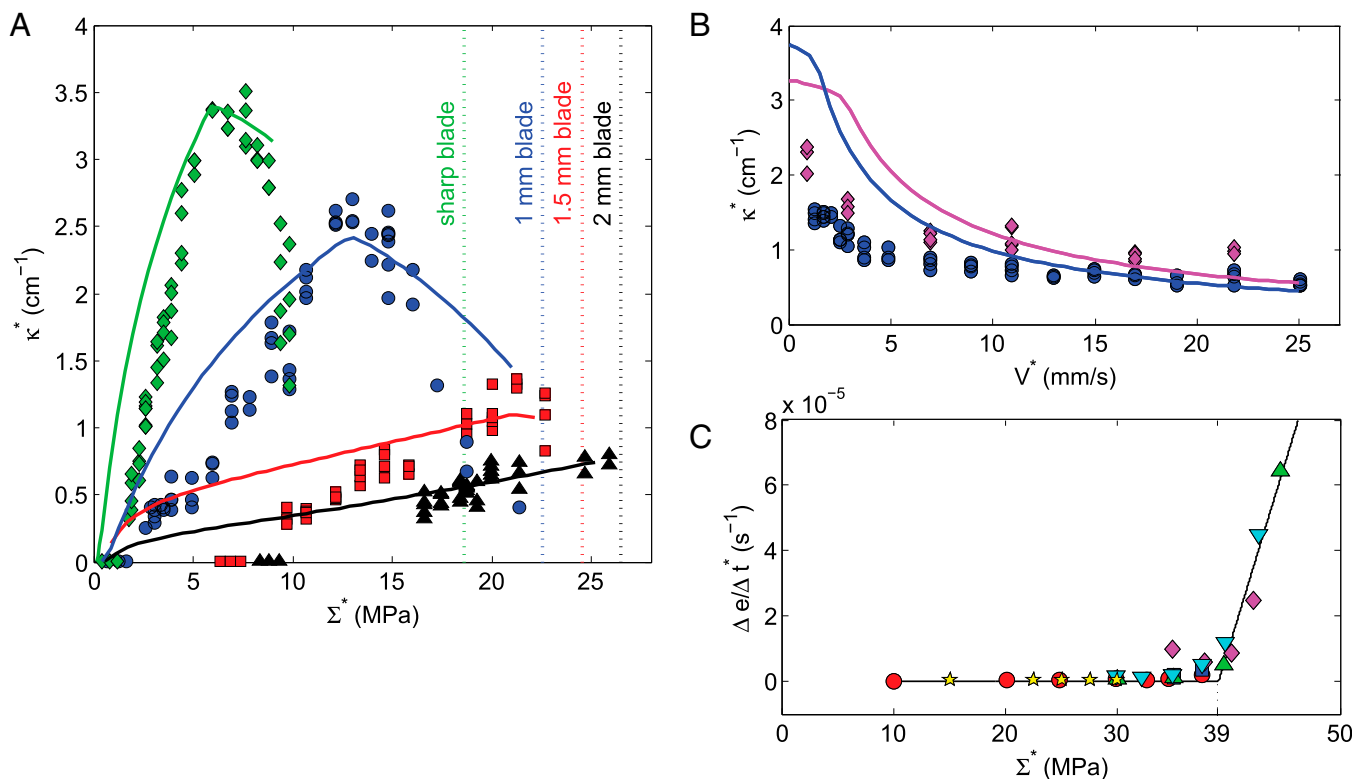 A
4
3.5
3
2.5
2
1.5
1
0.5
0
κ* (cm⁻¹)
0 5 10 15 20 25
Σ* (MPa)
sharp blade
1 mm blade
1.5 mm blade
2 mm blade
B
4
3
2
1
0
κ* (cm⁻¹)
0 5 10 15 20 25
V* (mm/s)
C
x 10⁻⁵
8
6
4
2
0
Δ e/Δ t* (s⁻¹)
0 10 20 30 39 50
Σ* (MPa)